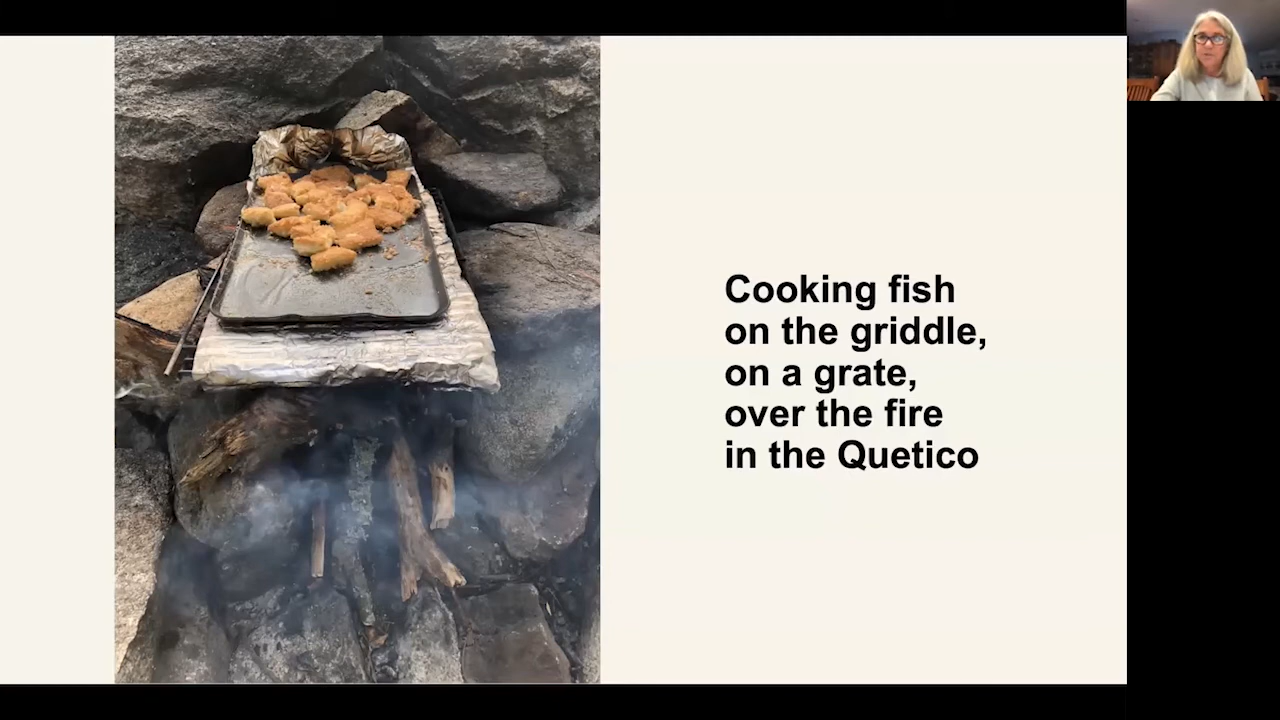 Cooking fish
on the griddle,
on a grate,
over the fire
in the Quetico